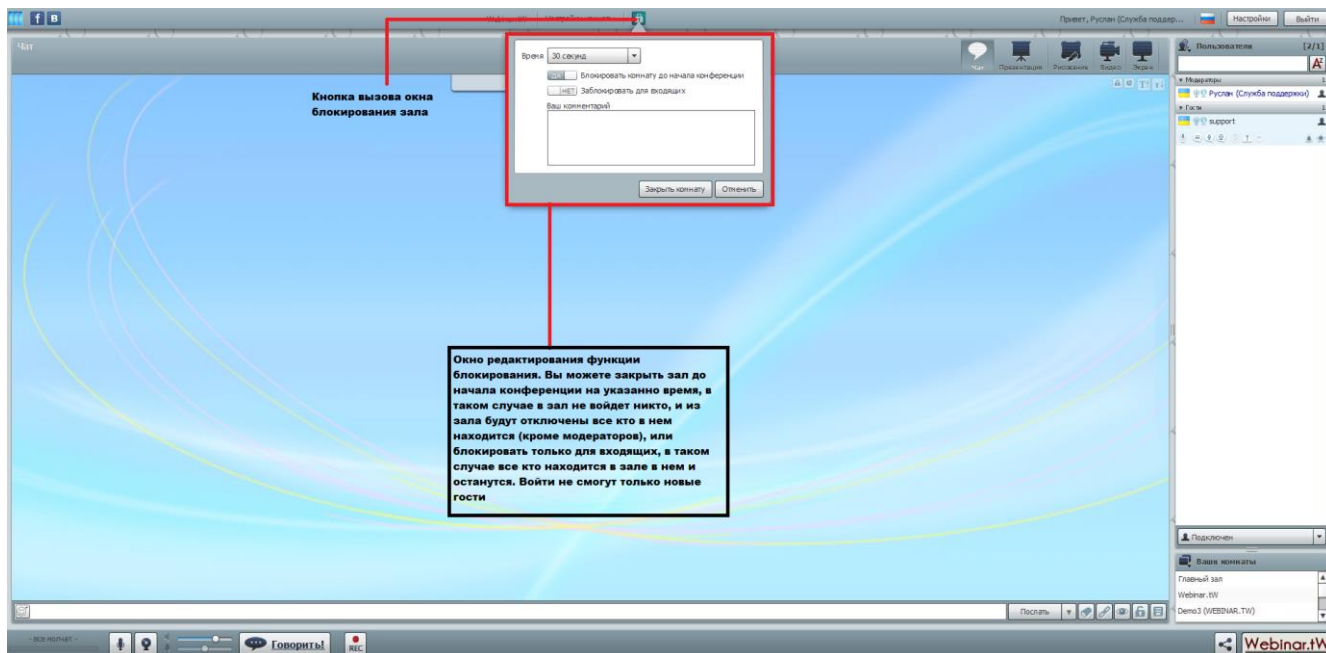 f B
Привет, Руслан (Служба поддер...
Настройки
Выйти
Чат
Чат
Презентация
Рисование
Видео
Экран
Пользователи [2/1]
Время 30 секунд
ДА Блокировать комнату до начала конференции
НЕТ Заблокировать для входящих
Ваш комментарий
Закрыть комнату
Отменить
Кнопка вызова окна
блокирования зала
Модераторы 1
Руслан (Служба поддержки)
Гости 1
support
Окно редактирования функции
блокирования. Вы можете закрыть зал до
начала конференции на указанно время, в
таком случае в зал не войдет никто, и из
зала будут отключены все кто в нем
находится (кроме модераторов), или
блокировать только для входящих, в таком
случае все кто находится в зале в нем и
останутся. Войти не смогут только новые
гости
Подключен
Ваши комнаты
Главный зал
Webinar.tW
Demo3 (WEBINAR.TW)
Послать
- все молчат -
Говорить!
REC
Webinar.tW